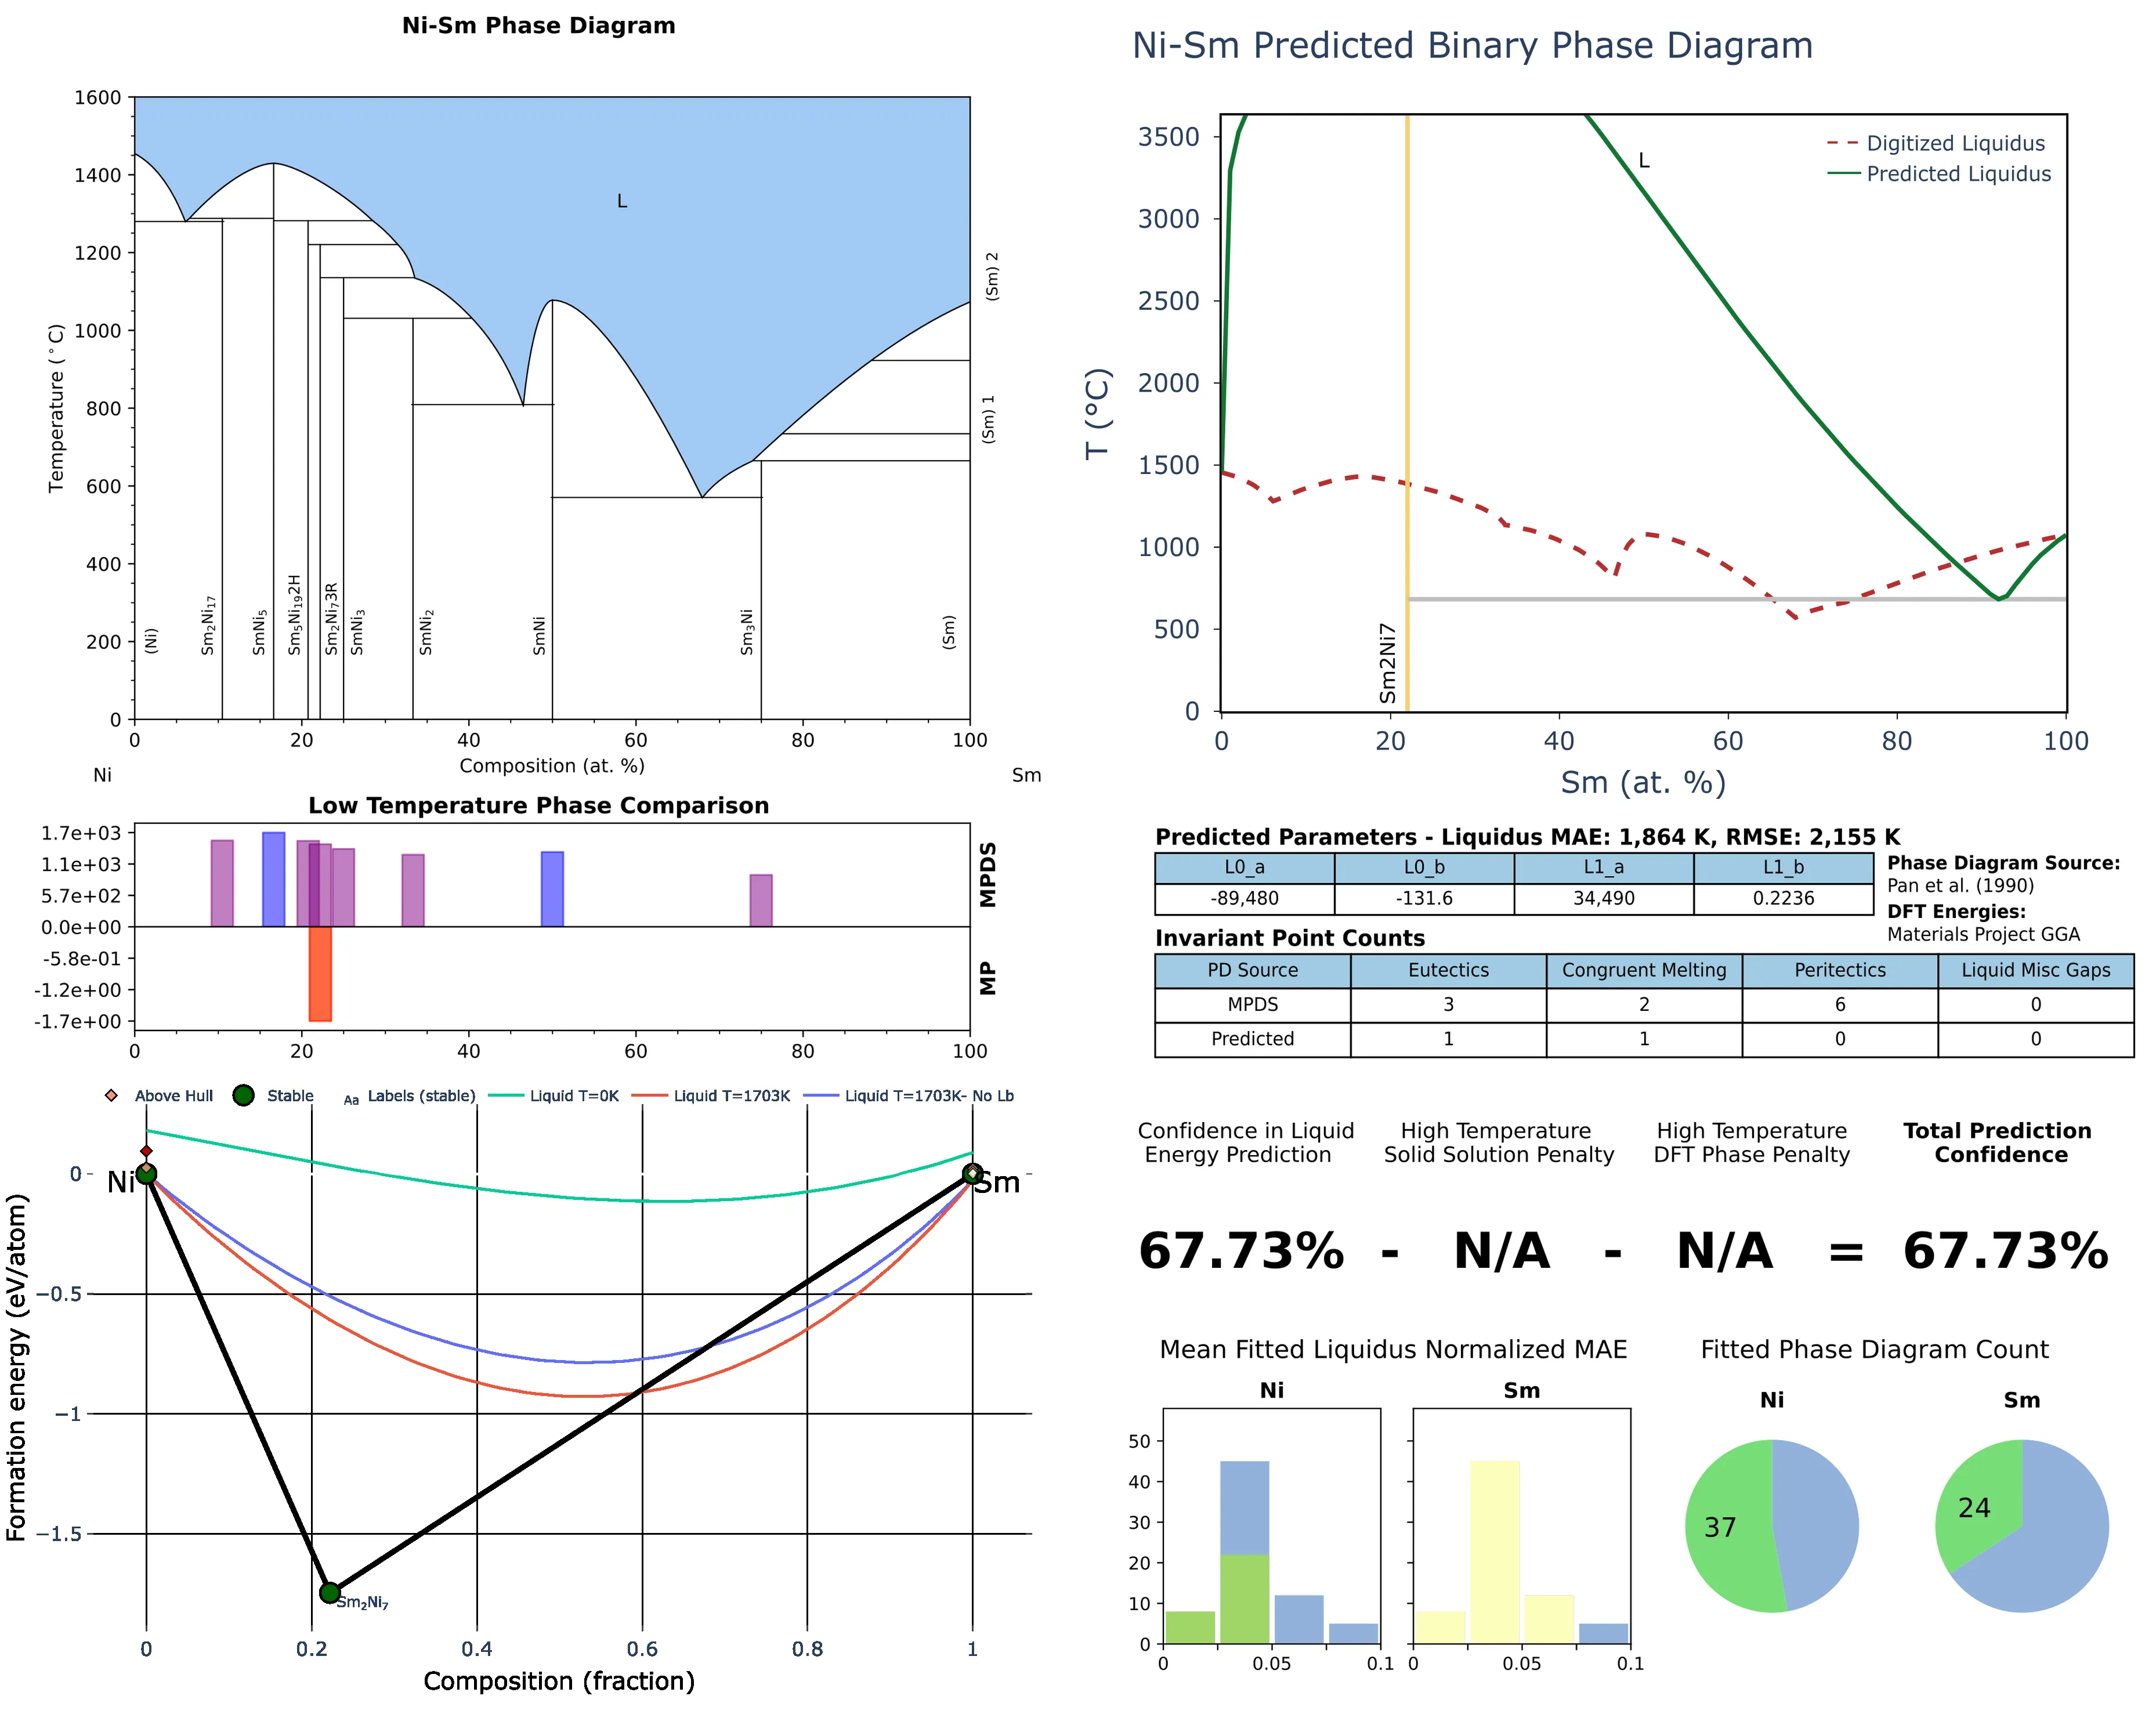 Ni-Sm Phase Diagram
1600
1400
1200
1000
800
600
400
200
0
Temperature (°C)
L
(Ni)
Sm2Ni17
SmNi5
Sm5Ni192H
Sm2Ni73R
SmNi3
SmNi2
SmNi
Sm3Ni
(Sm)
(Sm) 2
(Sm) 1
0 20 40 60 80 100
Composition (at. %)
Ni Sm
Low Temperature Phase Comparison
1.7e+03
1.1e+03
5.7e+02
0.0e+00
-5.8e-01
-1.2e+00
-1.7e+00
MPDS
MP
0 20 40 60 80 100
Above Hull Stable Aa Labels (stable) Liquid T=0K Liquid T=1703K Liquid T=1703K- No Lb
0
−0.5
−1
−1.5
Formation energy (eV/atom)
Ni
Sm
Sm2Ni7
0 0.2 0.4 0.6 0.8 1
Composition (fraction)
Ni-Sm Predicted Binary Phase Diagram
3500
3000
2500
2000
1500
1000
500
0
T (°C)
L
Digitized Liquidus
Predicted Liquidus
Sm2Ni7
0 20 40 60 80 100
Sm (at. %)
Predicted Parameters - Liquidus MAE: 1,864 K, RMSE: 2,155 K
L0_a L0_b L1_a L1_b
-89,480 -131.6 34,490 0.2236
Phase Diagram Source:
Pan et al. (1990)
DFT Energies:
Materials Project GGA
Invariant Point Counts
PD Source Eutectics Congruent Melting Peritectics Liquid Misc Gaps
MPDS 3 2 6 0
Predicted 1 1 0 0
Confidence in Liquid
Energy Prediction
High Temperature
Solid Solution Penalty
High Temperature
DFT Phase Penalty
Total Prediction
Confidence
67.73% - N/A - N/A = 67.73%
Mean Fitted Liquidus Normalized MAE
Ni Sm
50
40
30
20
10
0
0 0.05 0.1
0 0.05 0.1
Fitted Phase Diagram Count
Ni Sm
37
24